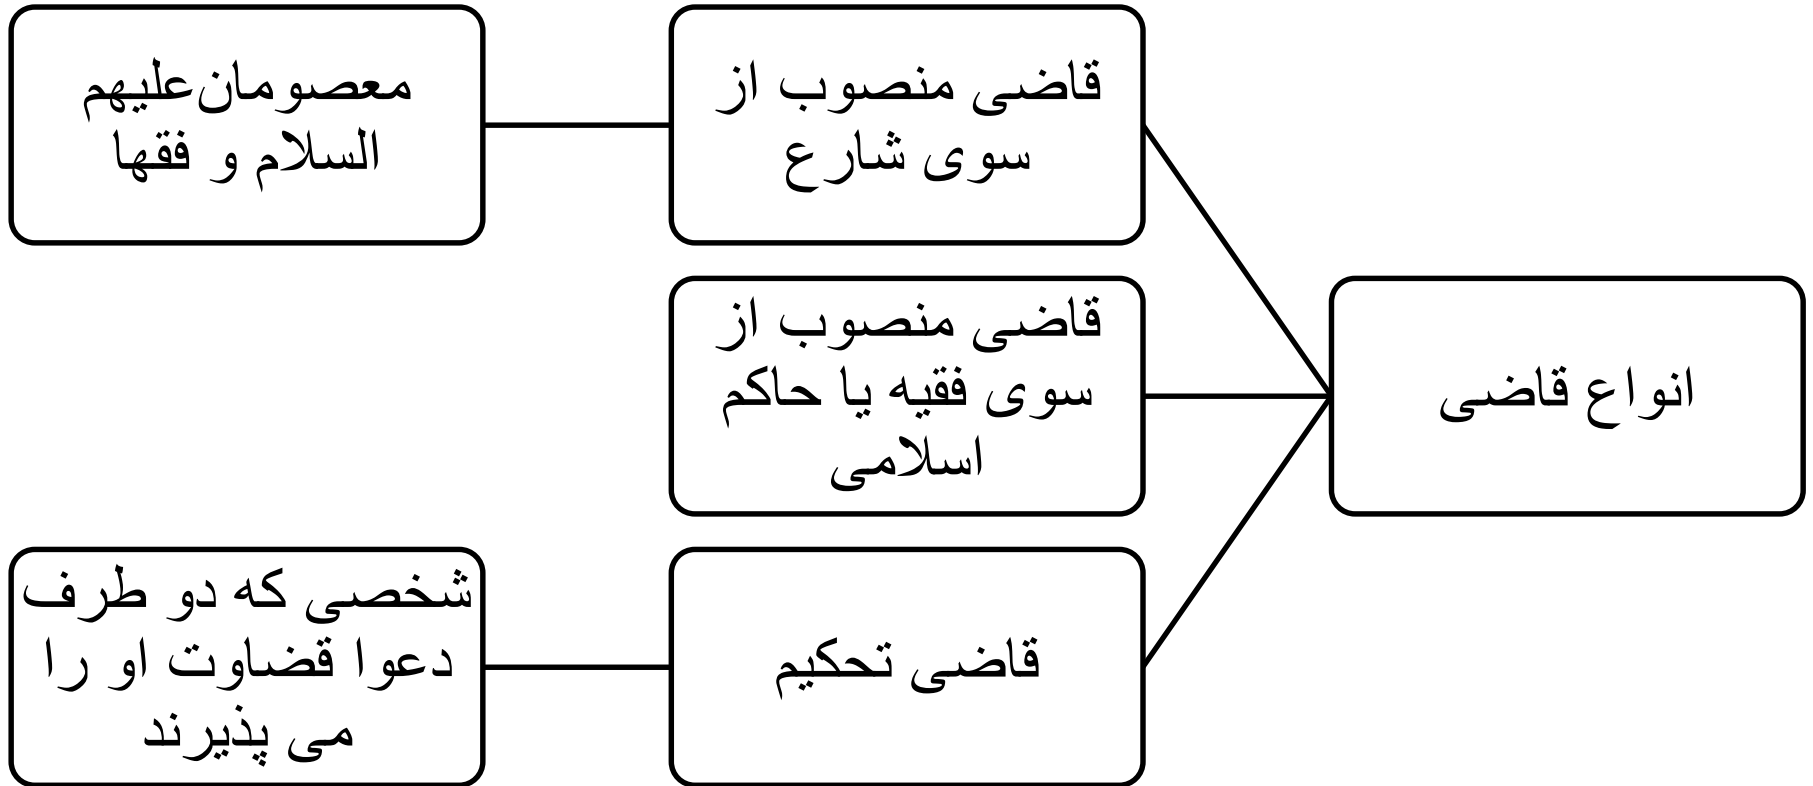 انواع قاضی
قاضی منصوب از
سوی شارع
معصومان‌علیهم
السلام و فقها
قاضی منصوب از
سوی فقیه یا حاکم
اسلامی
قاضی تحکیم
شخصی که دو طرف
دعوا قضاوت او را
می پذیرند